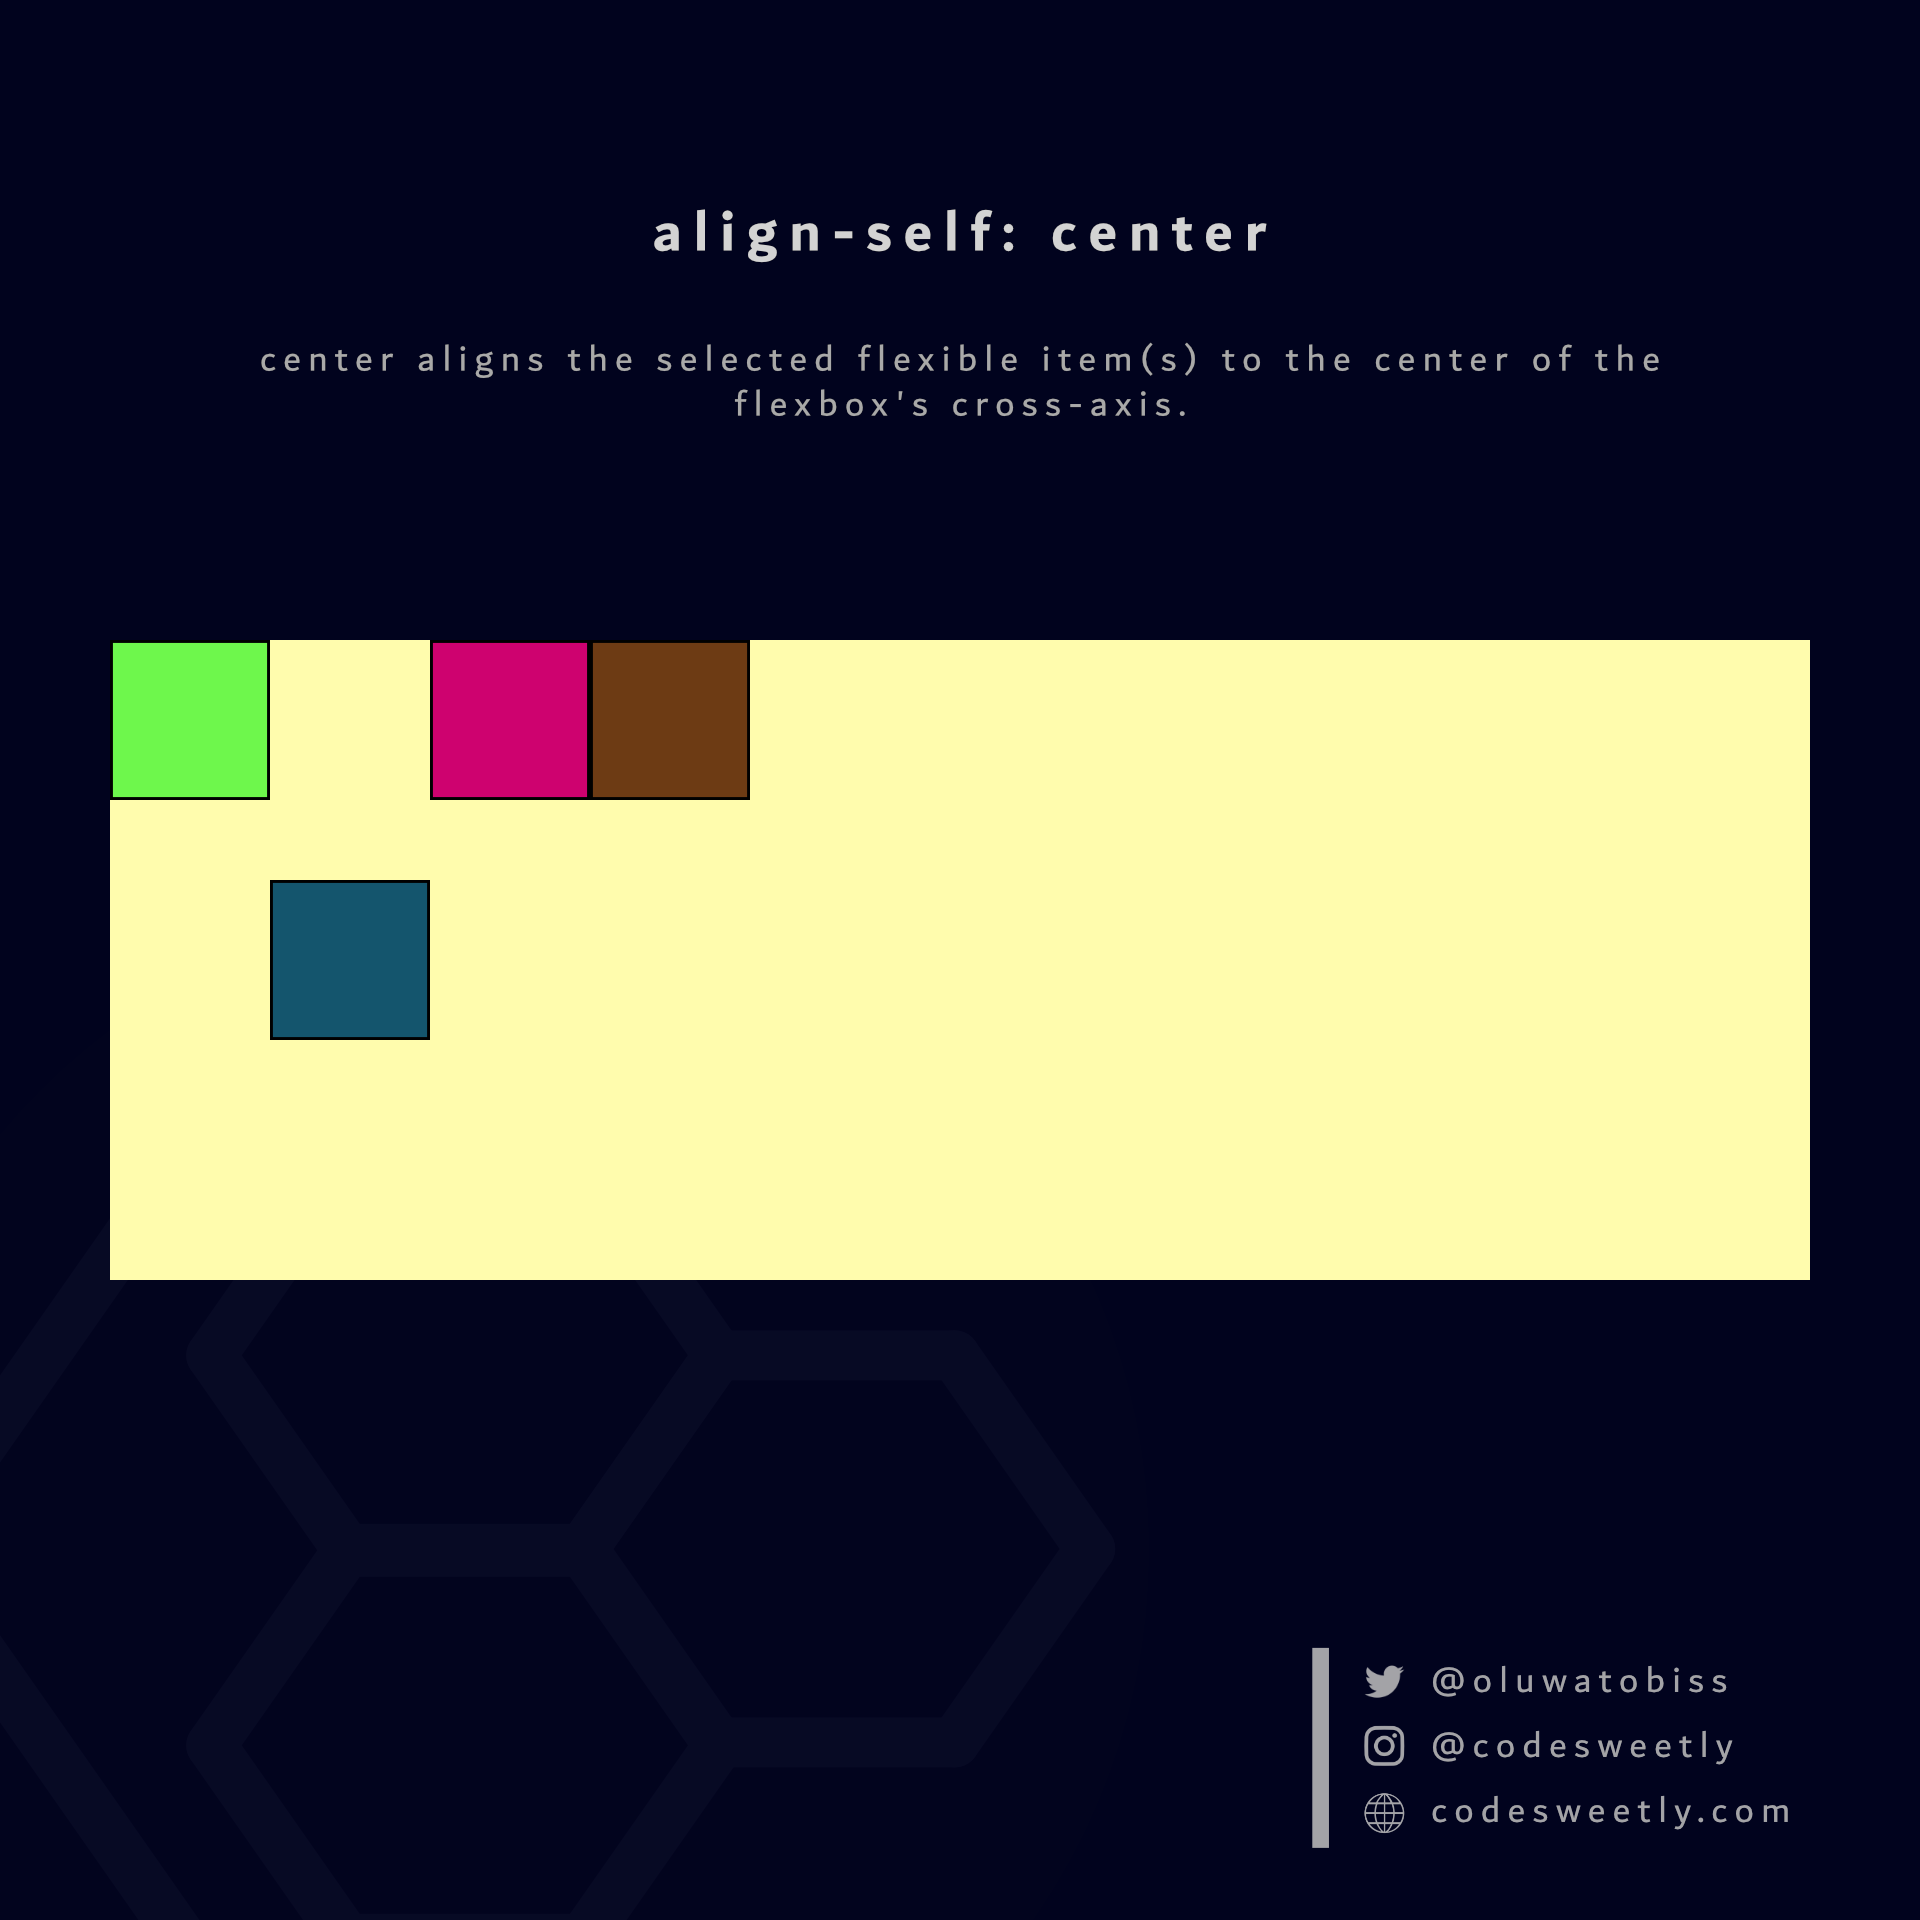 align-self: center
center aligns the selected flexible item(s) to the center of the
flexbox's cross-axis.
@oluwatobiss
@codesweetly
codesweetly.com